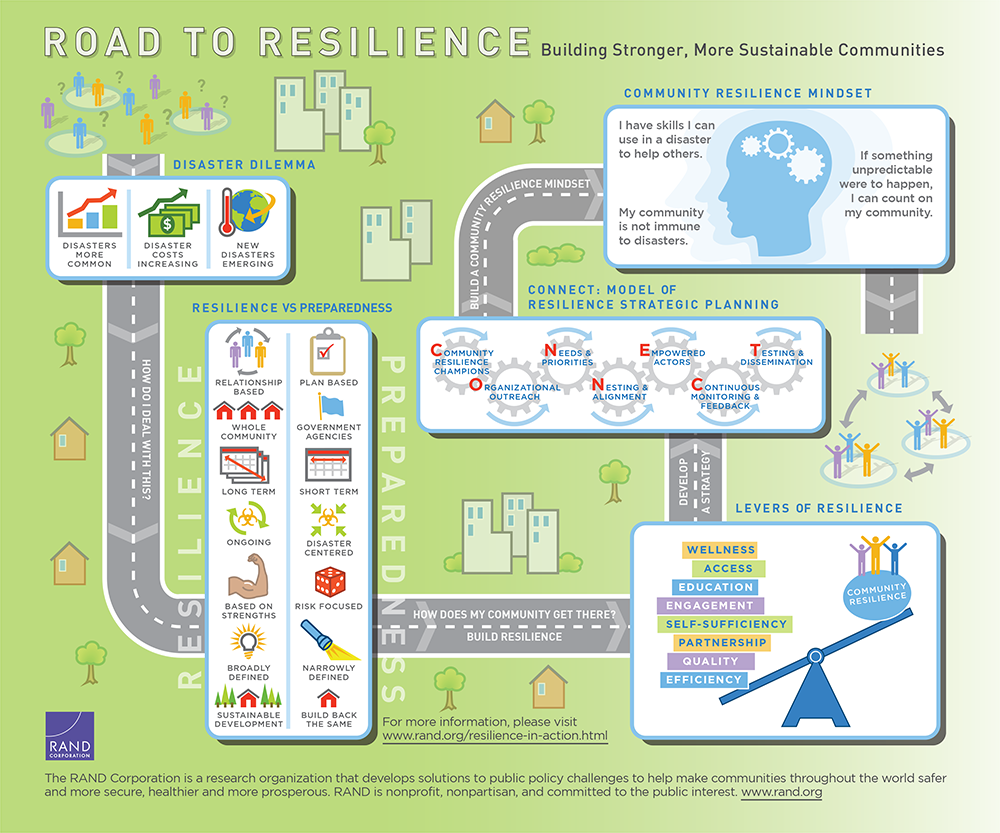 ROAD TO RESILIENCE Building Stronger, More Sustainable Communities
? ? ? ?
DISASTER DILEMMA
DISASTERS
MORE
COMMON
$
DISASTER
COSTS
INCREASING
NEW
DISASTERS
EMERGING
HOW DO I DEAL WITH THIS?
RESILIENCE VS PREPAREDNESS
RESILIENCE
PREPAREDNESS
RELATIONSHIP
BASED
PLAN BASED
WHOLE
COMMUNITY
GOVERNMENT
AGENCIES
LONG TERM
SHORT TERM
ONGOING
DISASTER
CENTERED
BASED ON
STRENGTHS
RISK FOCUSED
BROADLY
DEFINED
NARROWLY
DEFINED
SUSTAINABLE
DEVELOPMENT
BUILD BACK
THE SAME
HOW DOES MY COMMUNITY GET THERE?
BUILD RESILIENCE
LEVERS OF RESILIENCE
WELLNESS
ACCESS
EDUCATION
ENGAGEMENT
SELF-SUFFICIENCY
PARTNERSHIP
QUALITY
EFFICIENCY
COMMUNITY
RESILIENCE
DEVELOP
A STRATEGY
CONNECT: MODEL OF
RESILIENCE STRATEGIC PLANNING
COMMUNITY
RESILIENCE
CHAMPIONS
ORGANIZATIONAL
OUTREACH
NEEDS &
PRIORITIES
NESTING &
ALIGNMENT
EMPOWERED
ACTORS
CONTINUOUS
MONITORING &
FEEDBACK
TESTING &
DISSEMINATION
BUILD A COMMUNITY RESILIENCE MINDSET
COMMUNITY RESILIENCE MINDSET
I have skills I can
use in a disaster
to help others.
My community
is not immune
to disasters.
If something
unpredictable
were to happen,
I can count on
my community.
For more information, please visit
www.rand.org/resilience-in-action.html
RAND
CORPORATION
The RAND Corporation is a research organization that develops solutions to public policy challenges to help make communities throughout the world safer
and more secure, healthier and more prosperous. RAND is nonprofit, nonpartisan, and committed to the public interest. www.rand.org